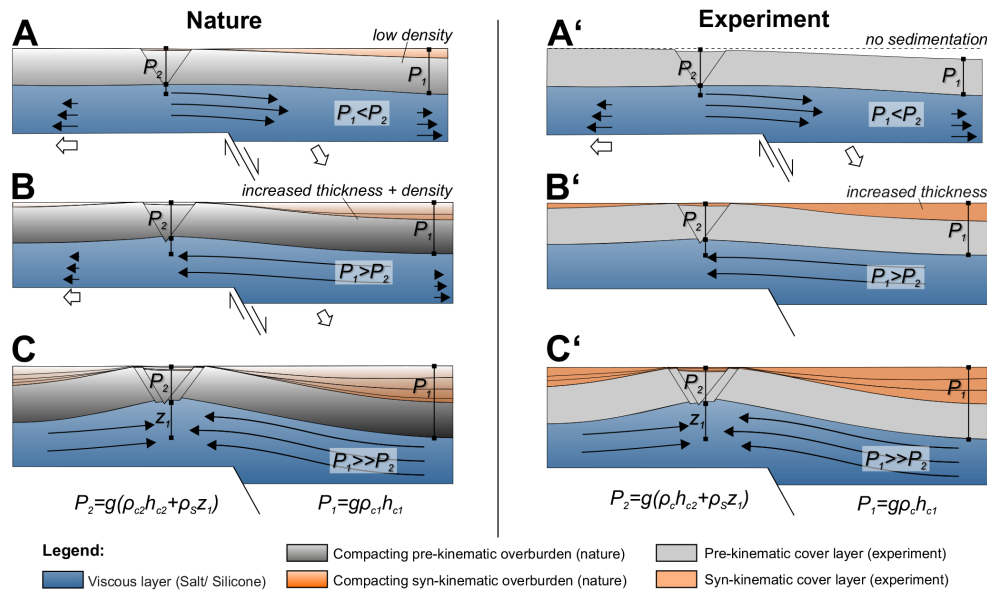 Nature
Experiment
A
low density
P2
P1
P1<P2
A'
no sedimentation
P2
P1
P1<P2
B
increased thickness + density
P2
P1
P1>P2
B'
increased thickness
P2
P1
P1>P2
C
P2
P1
z1
P1>>P2
P2=g(ρc2hc2+ρSz1)
P1=gρc1hc1
C'
P2
P1
z1
P1>>P2
P2=g(ρchc2+ρSz1)
P1=gρchc1
Legend:
Viscous layer (Salt/ Silicone)
Compacting pre-kinematic overburden (nature)
Compacting syn-kinematic overburden (nature)
Pre-kinematic cover layer (experiment)
Syn-kinematic cover layer (experiment)